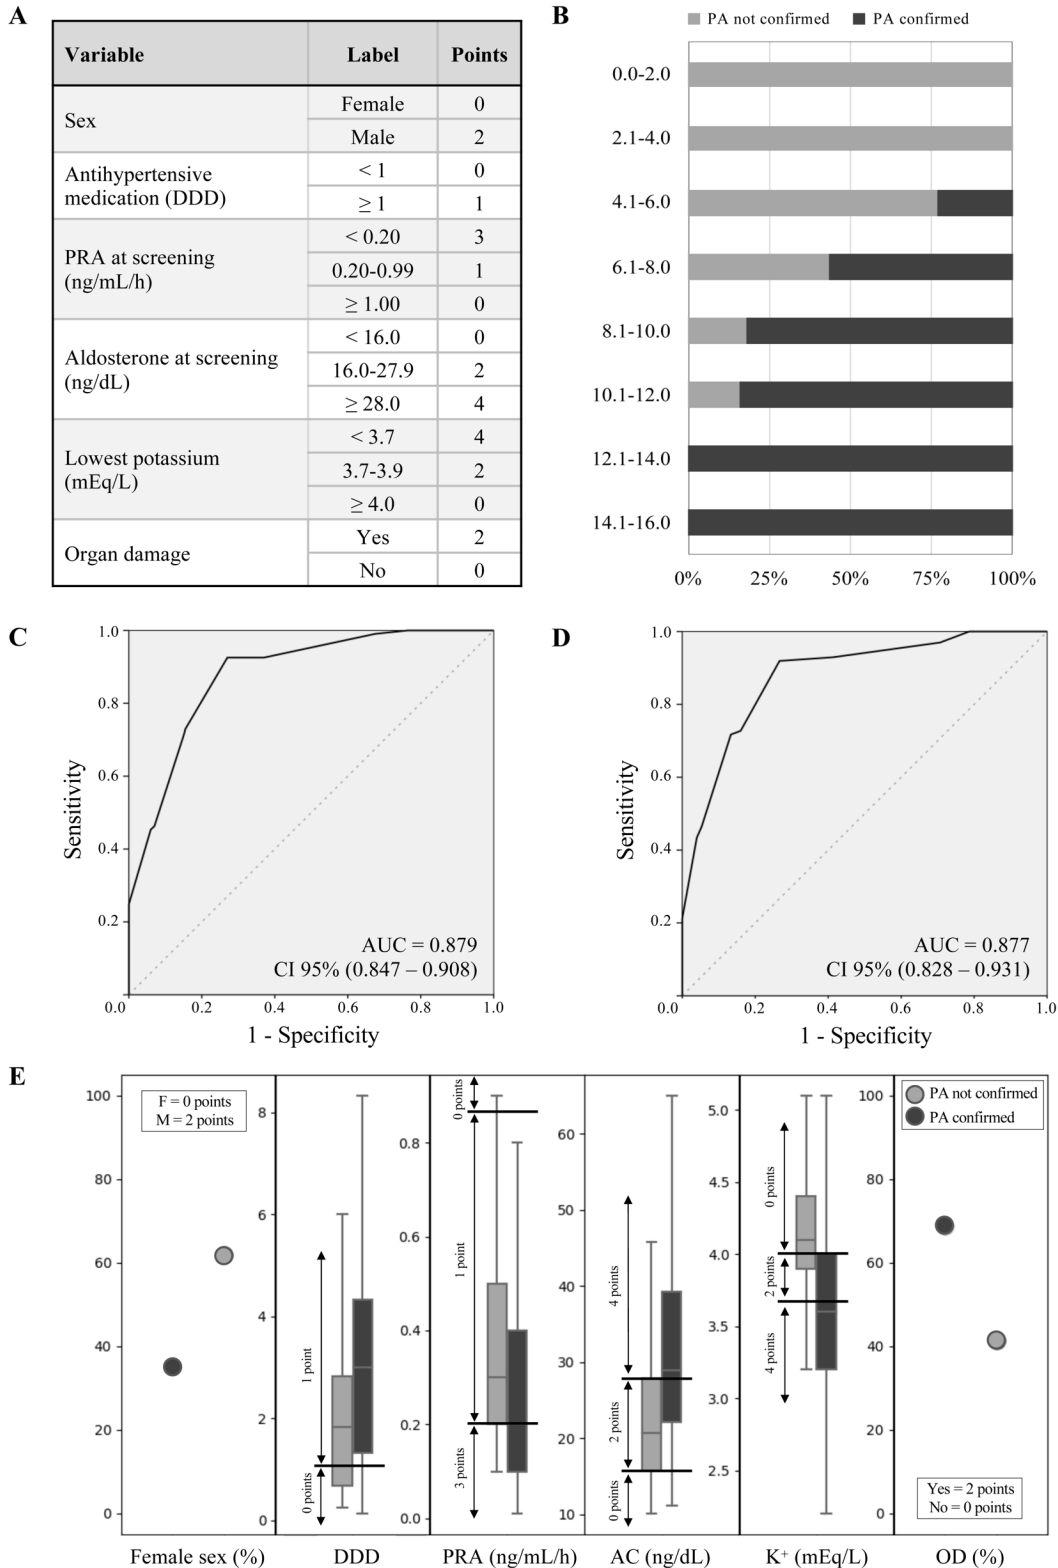 A
Variable Label Points
Sex
Female 0
Male 2
Antihypertensive
medication (DDD)
< 1 0
≥ 1 1
PRA at screening
(ng/mL/h)
< 0.20 3
0.20-0.99 1
≥ 1.00 0
Aldosterone at screening
(ng/dL)
< 16.0 0
16.0-27.9 2
≥ 28.0 4
Lowest potassium
(mEq/L)
< 3.7 4
3.7-3.9 2
≥ 4.0 0
Organ damage
Yes 2
No 0
B
PA not confirmed PA confirmed
0.0-2.0
2.1-4.0
4.1-6.0
6.1-8.0
8.1-10.0
10.1-12.0
12.1-14.0
14.1-16.0
0% 25% 50% 75% 100%
C
1.0
0.8
0.6
0.4
0.2
Sensitivity
AUC = 0.879
CI 95% (0.847 – 0.908)
0.0 0.2 0.4 0.6 0.8 1.0
1 - Specificity
D
1.0
0.8
0.6
0.4
0.2
Sensitivity
AUC = 0.877
CI 95% (0.828 – 0.931)
0.0 0.2 0.4 0.6 0.8 1.0
1 - Specificity
E
F = 0 points
M = 2 points
100
80
60
40
20
0
Female sex (%)
8
6
4
2
0
1 point
0 points
DDD
0.8
0.6
0.4
0.2
0.0
0 points
1 point
3 points
PRA (ng/mL/h)
60
50
40
30
20
10
4 points
2 points
0 points
AC (ng/dL)
5.0
4.5
4.0
3.5
3.0
2.5
0 points
2 points
4 points
K⁺ (mEq/L)
100
80
60
40
20
0
PA not confirmed
PA confirmed
Yes = 2 points
No = 0 points
OD (%)